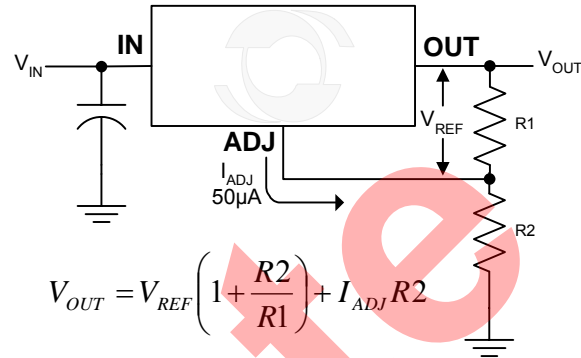 IN
OUT
V_IN
V_OUT
V_REF
R1
ADJ
I_ADJ
50µA
R2
V_OUT = V_REF(1 + R2/R1) + I_ADJ R2